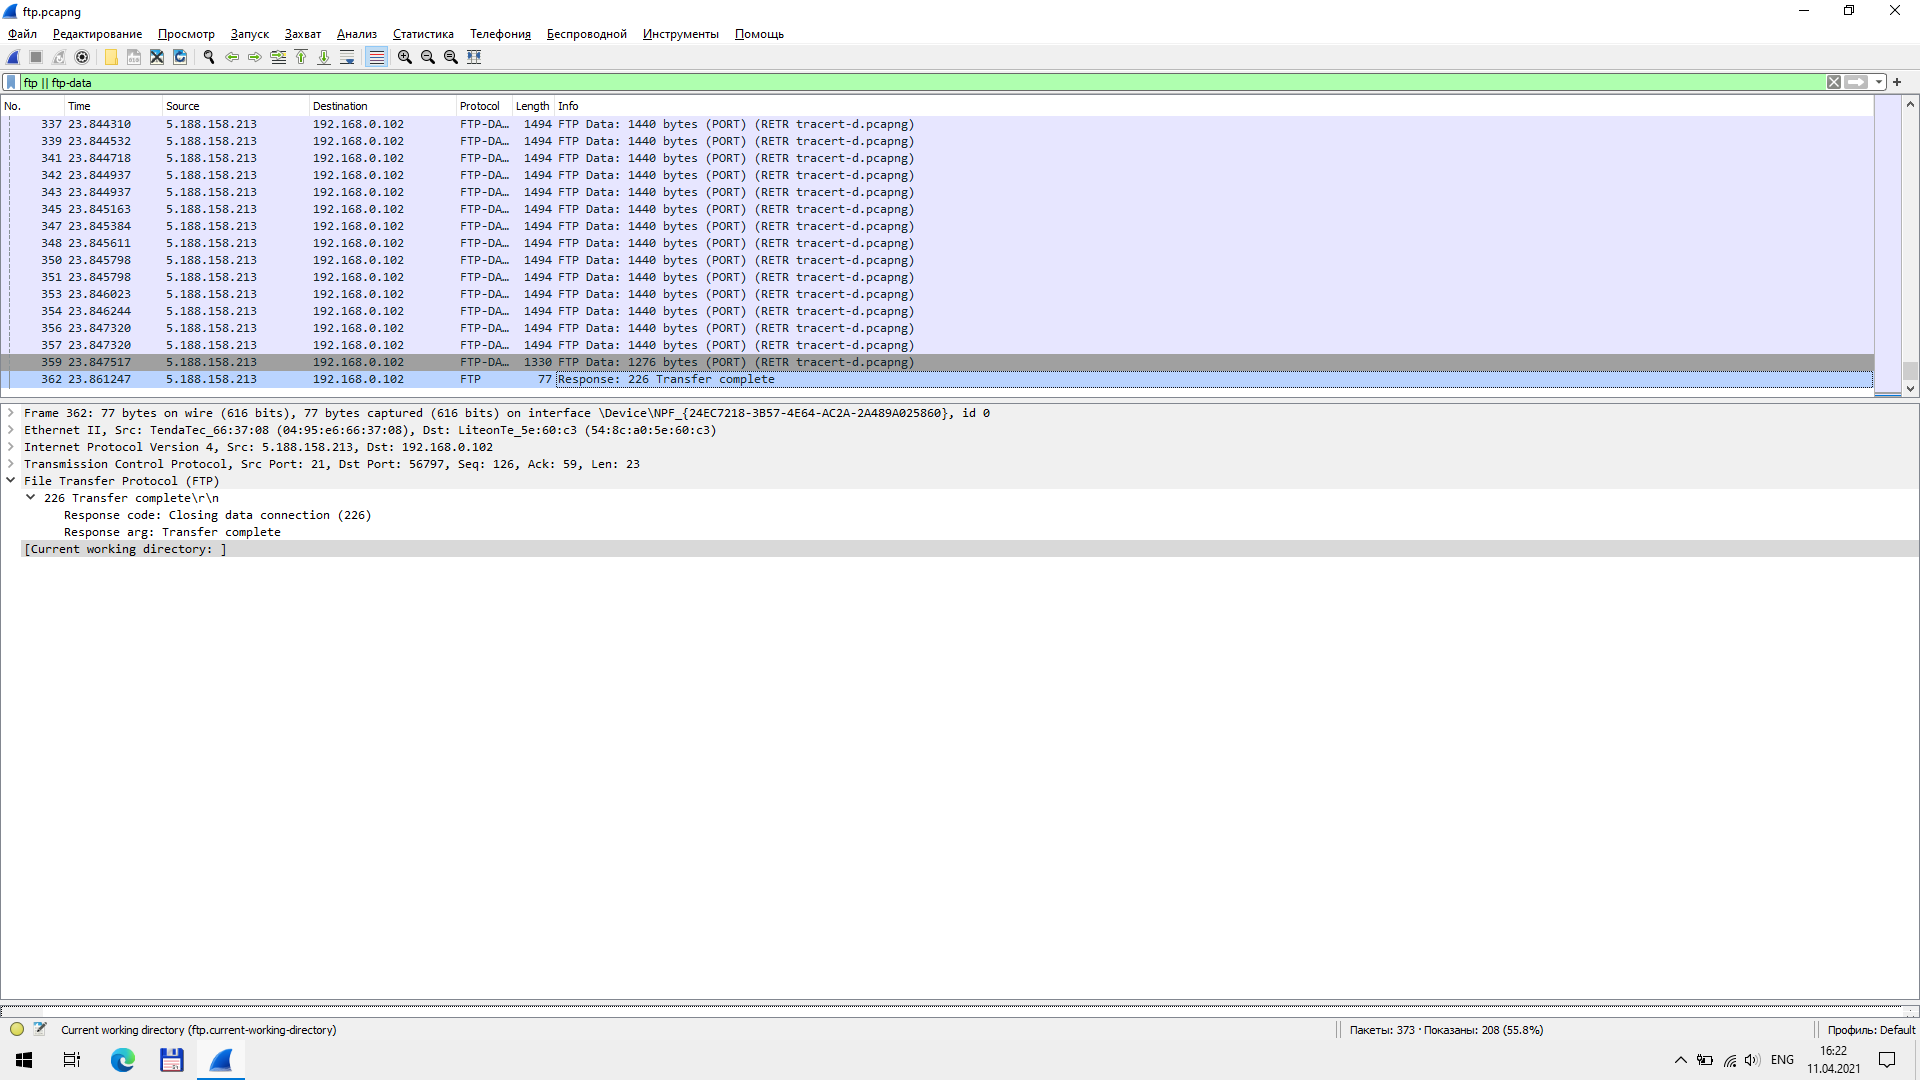 ftp.pcapng
Файл Редактирование Просмотр Запуск Захват Анализ Статистика Телефония Беспроводной Инструменты Помощь
ftp || ftp-data
No. Time Source Destination Protocol Length Info
337 23.844310 5.188.158.213 192.168.0.102 FTP-DA… 1494 FTP Data: 1440 bytes (PORT) (RETR tracert-d.pcapng)
339 23.844532 5.188.158.213 192.168.0.102 FTP-DA… 1494 FTP Data: 1440 bytes (PORT) (RETR tracert-d.pcapng)
341 23.844718 5.188.158.213 192.168.0.102 FTP-DA… 1494 FTP Data: 1440 bytes (PORT) (RETR tracert-d.pcapng)
342 23.844937 5.188.158.213 192.168.0.102 FTP-DA… 1494 FTP Data: 1440 bytes (PORT) (RETR tracert-d.pcapng)
343 23.844937 5.188.158.213 192.168.0.102 FTP-DA… 1494 FTP Data: 1440 bytes (PORT) (RETR tracert-d.pcapng)
345 23.845163 5.188.158.213 192.168.0.102 FTP-DA… 1494 FTP Data: 1440 bytes (PORT) (RETR tracert-d.pcapng)
347 23.845384 5.188.158.213 192.168.0.102 FTP-DA… 1494 FTP Data: 1440 bytes (PORT) (RETR tracert-d.pcapng)
348 23.845611 5.188.158.213 192.168.0.102 FTP-DA… 1494 FTP Data: 1440 bytes (PORT) (RETR tracert-d.pcapng)
350 23.845798 5.188.158.213 192.168.0.102 FTP-DA… 1494 FTP Data: 1440 bytes (PORT) (RETR tracert-d.pcapng)
351 23.845798 5.188.158.213 192.168.0.102 FTP-DA… 1494 FTP Data: 1440 bytes (PORT) (RETR tracert-d.pcapng)
353 23.846023 5.188.158.213 192.168.0.102 FTP-DA… 1494 FTP Data: 1440 bytes (PORT) (RETR tracert-d.pcapng)
354 23.846244 5.188.158.213 192.168.0.102 FTP-DA… 1494 FTP Data: 1440 bytes (PORT) (RETR tracert-d.pcapng)
356 23.847320 5.188.158.213 192.168.0.102 FTP-DA… 1494 FTP Data: 1440 bytes (PORT) (RETR tracert-d.pcapng)
357 23.847320 5.188.158.213 192.168.0.102 FTP-DA… 1494 FTP Data: 1440 bytes (PORT) (RETR tracert-d.pcapng)
359 23.847517 5.188.158.213 192.168.0.102 FTP-DA… 1330 FTP Data: 1276 bytes (PORT) (RETR tracert-d.pcapng)
362 23.861247 5.188.158.213 192.168.0.102 FTP 77 Response: 226 Transfer complete
Frame 362: 77 bytes on wire (616 bits), 77 bytes captured (616 bits) on interface \Device\NPF_{24EC7218-3B57-4E64-AC2A-2A489A025860}, id 0
Ethernet II, Src: TendaTec_66:37:08 (04:95:e6:66:37:08), Dst: LiteonTe_5e:60:c3 (54:8c:a0:5e:60:c3)
Internet Protocol Version 4, Src: 5.188.158.213, Dst: 192.168.0.102
Transmission Control Protocol, Src Port: 21, Dst Port: 56797, Seq: 126, Ack: 59, Len: 23
File Transfer Protocol (FTP)
226 Transfer complete\r\n
Response code: Closing data connection (226)
Response arg: Transfer complete
[Current working directory: ]
Current working directory (ftp.current-working-directory) Пакеты: 373 · Показаны: 208 (55.8%) Профиль: Default
ENG 16:22
11.04.2021